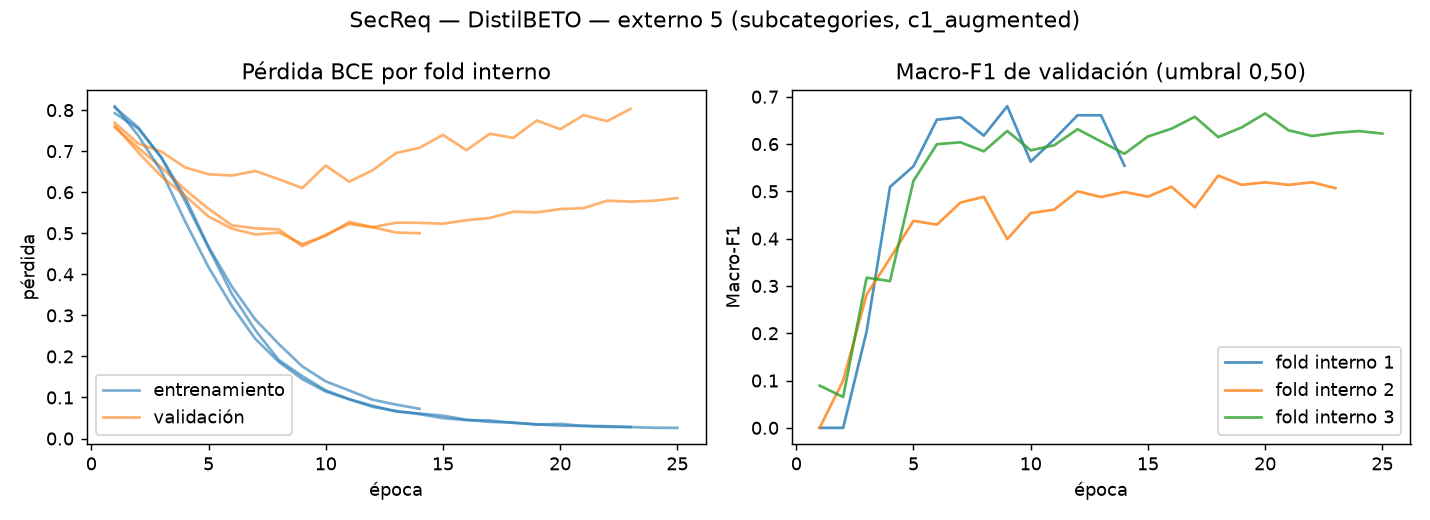 SecReq — DistilBETO — externo 5 (subcategories, c1_augmented)
Pérdida BCE por fold interno
pérdida
0.8
0.7
0.6
0.5
0.4
0.3
0.2
0.1
0.0
entrenamiento
validación
0 5 10 15 20 25
época
Macro-F1 de validación (umbral 0,50)
Macro-F1
0.7
0.6
0.5
0.4
0.3
0.2
0.1
0.0
fold interno 1
fold interno 2
fold interno 3
0 5 10 15 20 25
época